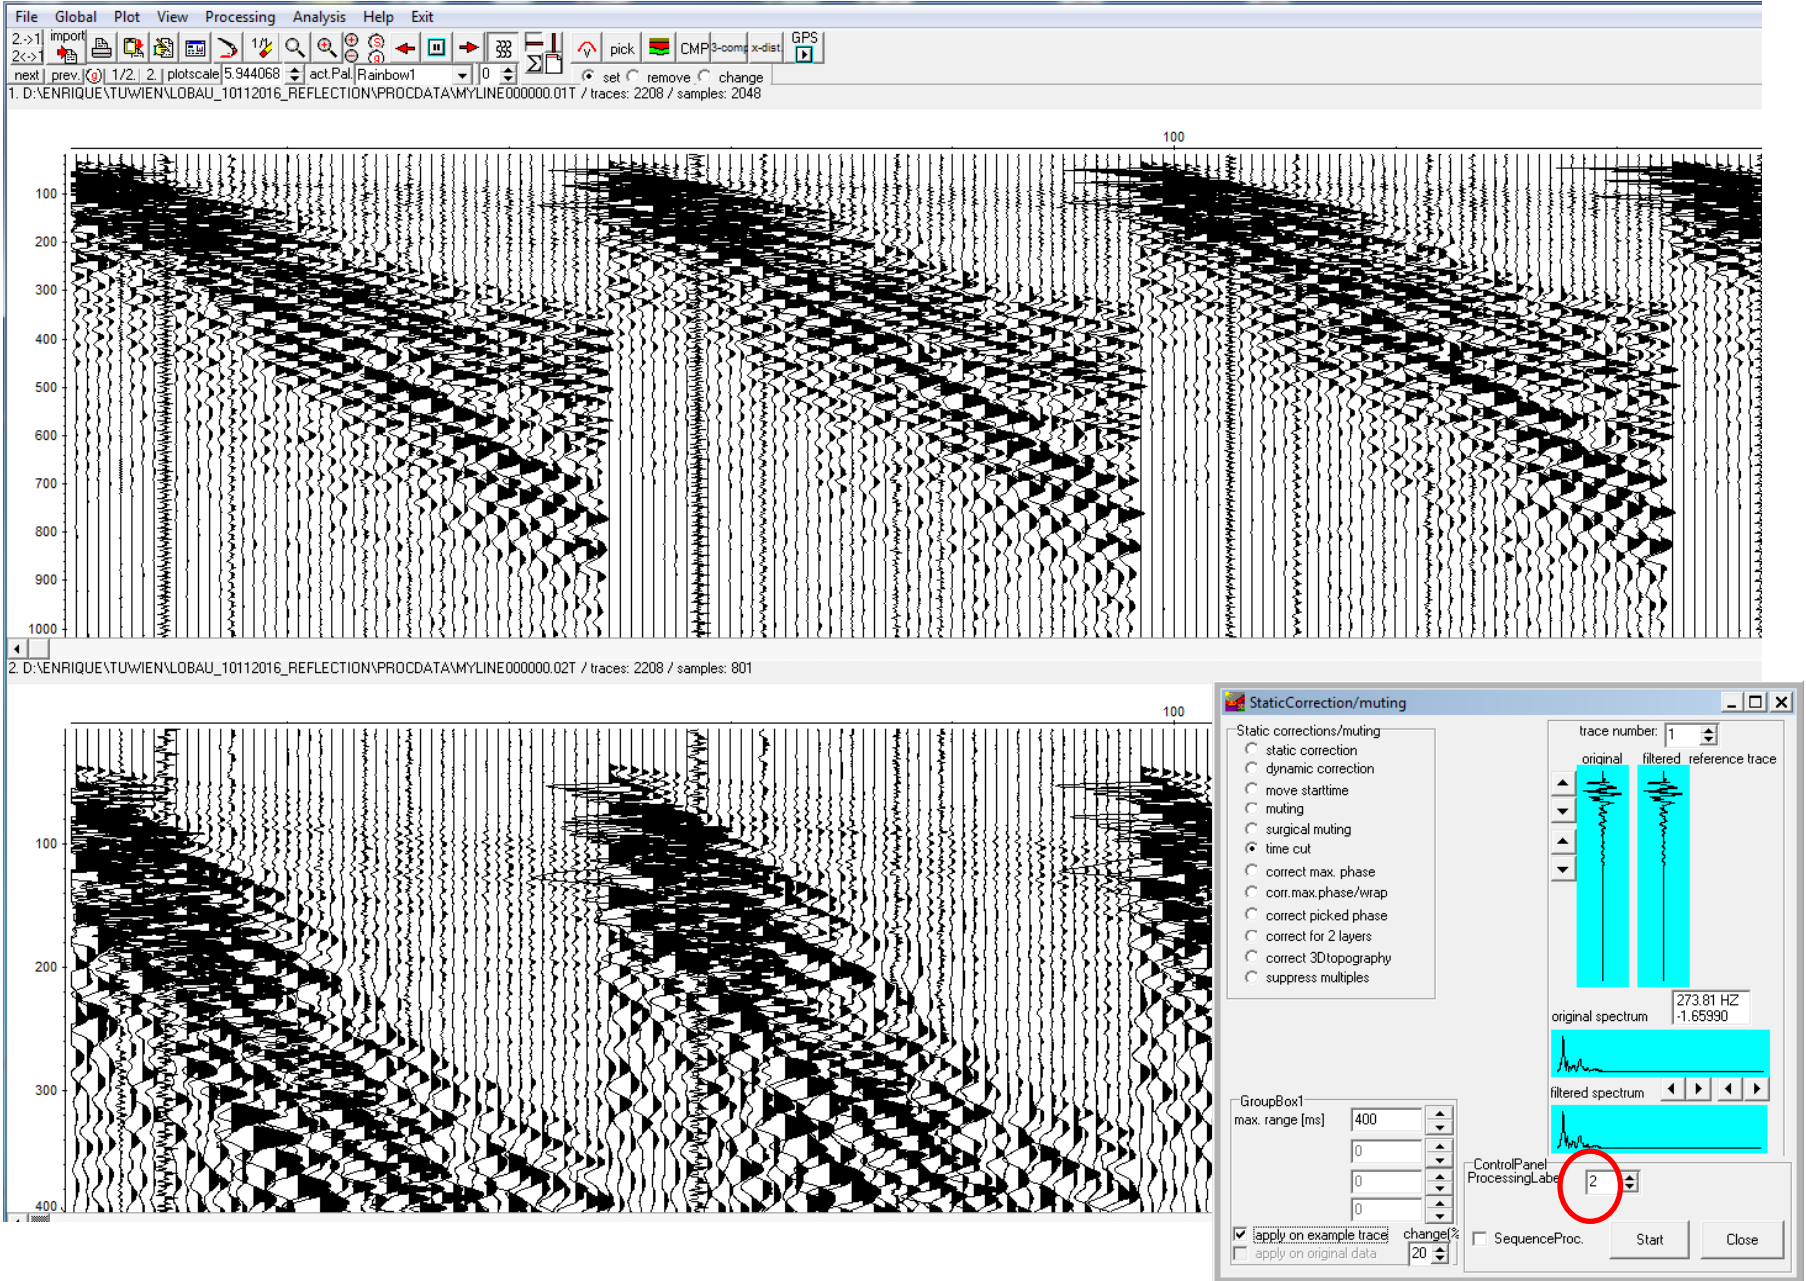 File Global Plot View Processing Analysis Help Exit
2.->1 import pick CMP 3-comp x-dist. GPS
2<->1
next prev. (g) 1/2. 2. plotscale 5.944068 act.Pal. Rainbow1 0 set remove change
1. D:\ENRIQUE\TUWIEN\LOBAU_10112016_REFLECTION\PROCDATA\MYLINE000000.01T / traces: 2208 / samples: 2048
100
100
200
300
400
500
600
700
800
900
1000
2. D:\ENRIQUE\TUWIEN\LOBAU_10112016_REFLECTION\PROCDATA\MYLINE000000.02T / traces: 2208 / samples: 801
100
100
200
300
400
StaticCorrection/muting
Static corrections/muting
static correction
dynamic correction
move starttime
muting
surgical muting
time cut
correct max. phase
corr.max.phase/wrap
correct picked phase
correct for 2 layers
correct 3Dtopography
suppress multiples
trace number: 1
original filtered reference trace
273.81 HZ
-1.65990
original spectrum
filtered spectrum
GroupBox1
max. range [ms] 400
0
0
0
apply on example trace change(%
apply on original data 20
ControlPanel
ProcessingLabe 2
SequenceProc. Start Close